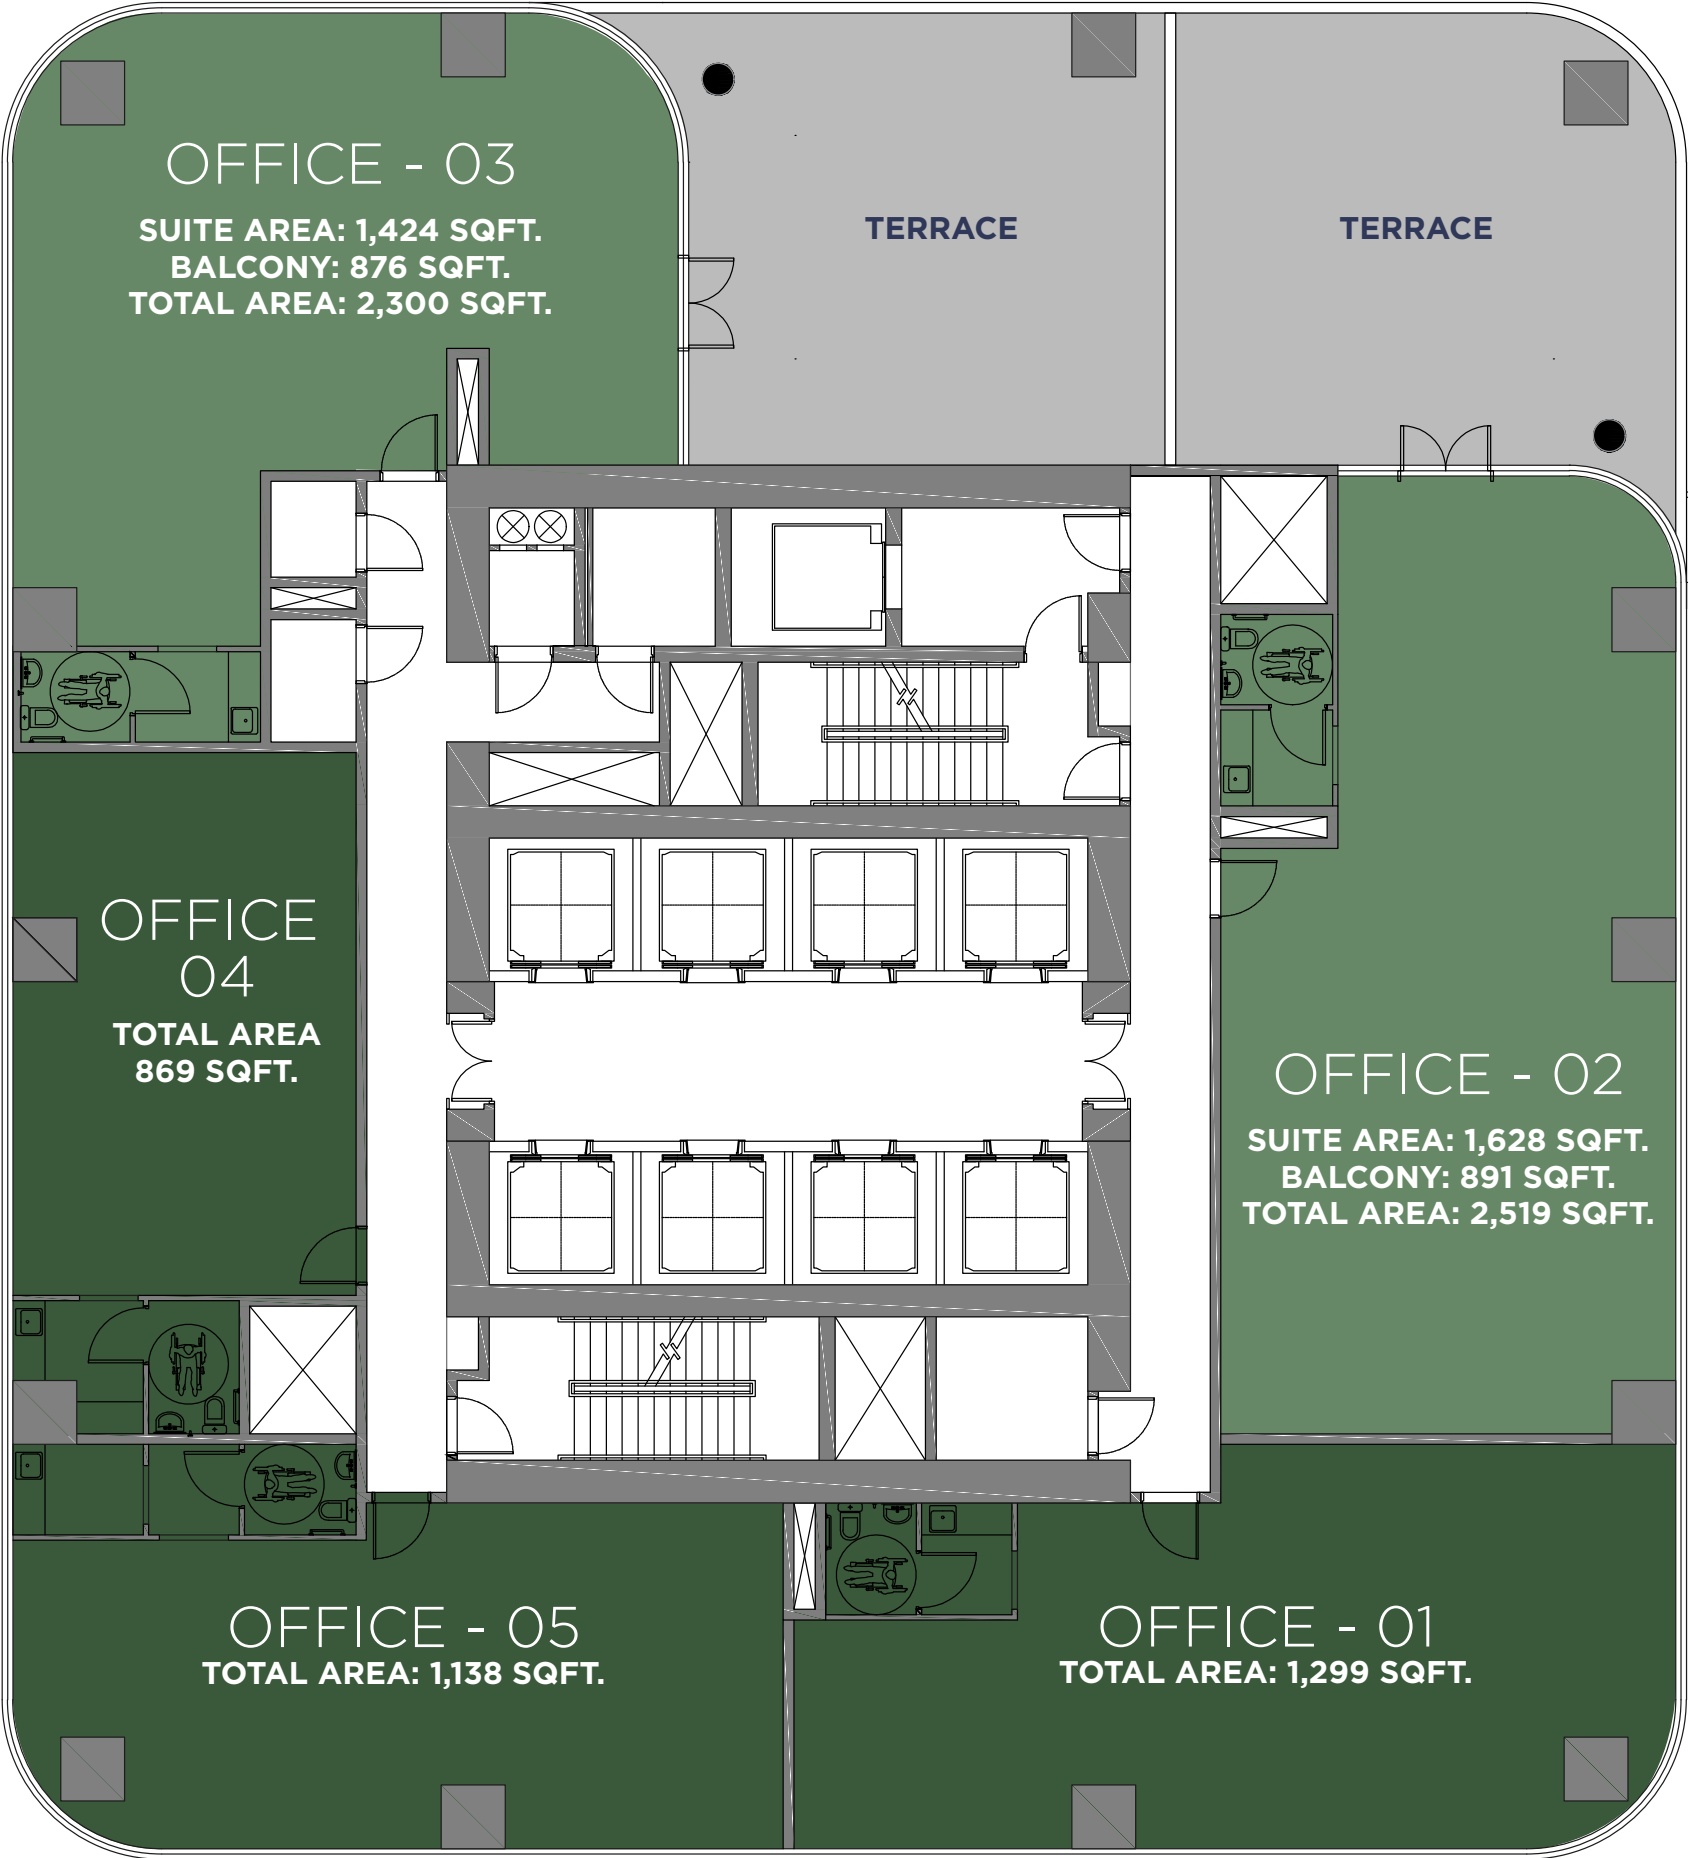 OFFICE - 03
SUITE AREA: 1,424 SQFT.
BALCONY: 876 SQFT.
TOTAL AREA: 2,300 SQFT.
TERRACE
TERRACE
OFFICE
04
TOTAL AREA
869 SQFT.
OFFICE - 02
SUITE AREA: 1,628 SQFT.
BALCONY: 891 SQFT.
TOTAL AREA: 2,519 SQFT.
OFFICE - 05
TOTAL AREA: 1,138 SQFT.
OFFICE - 01
TOTAL AREA: 1,299 SQFT.